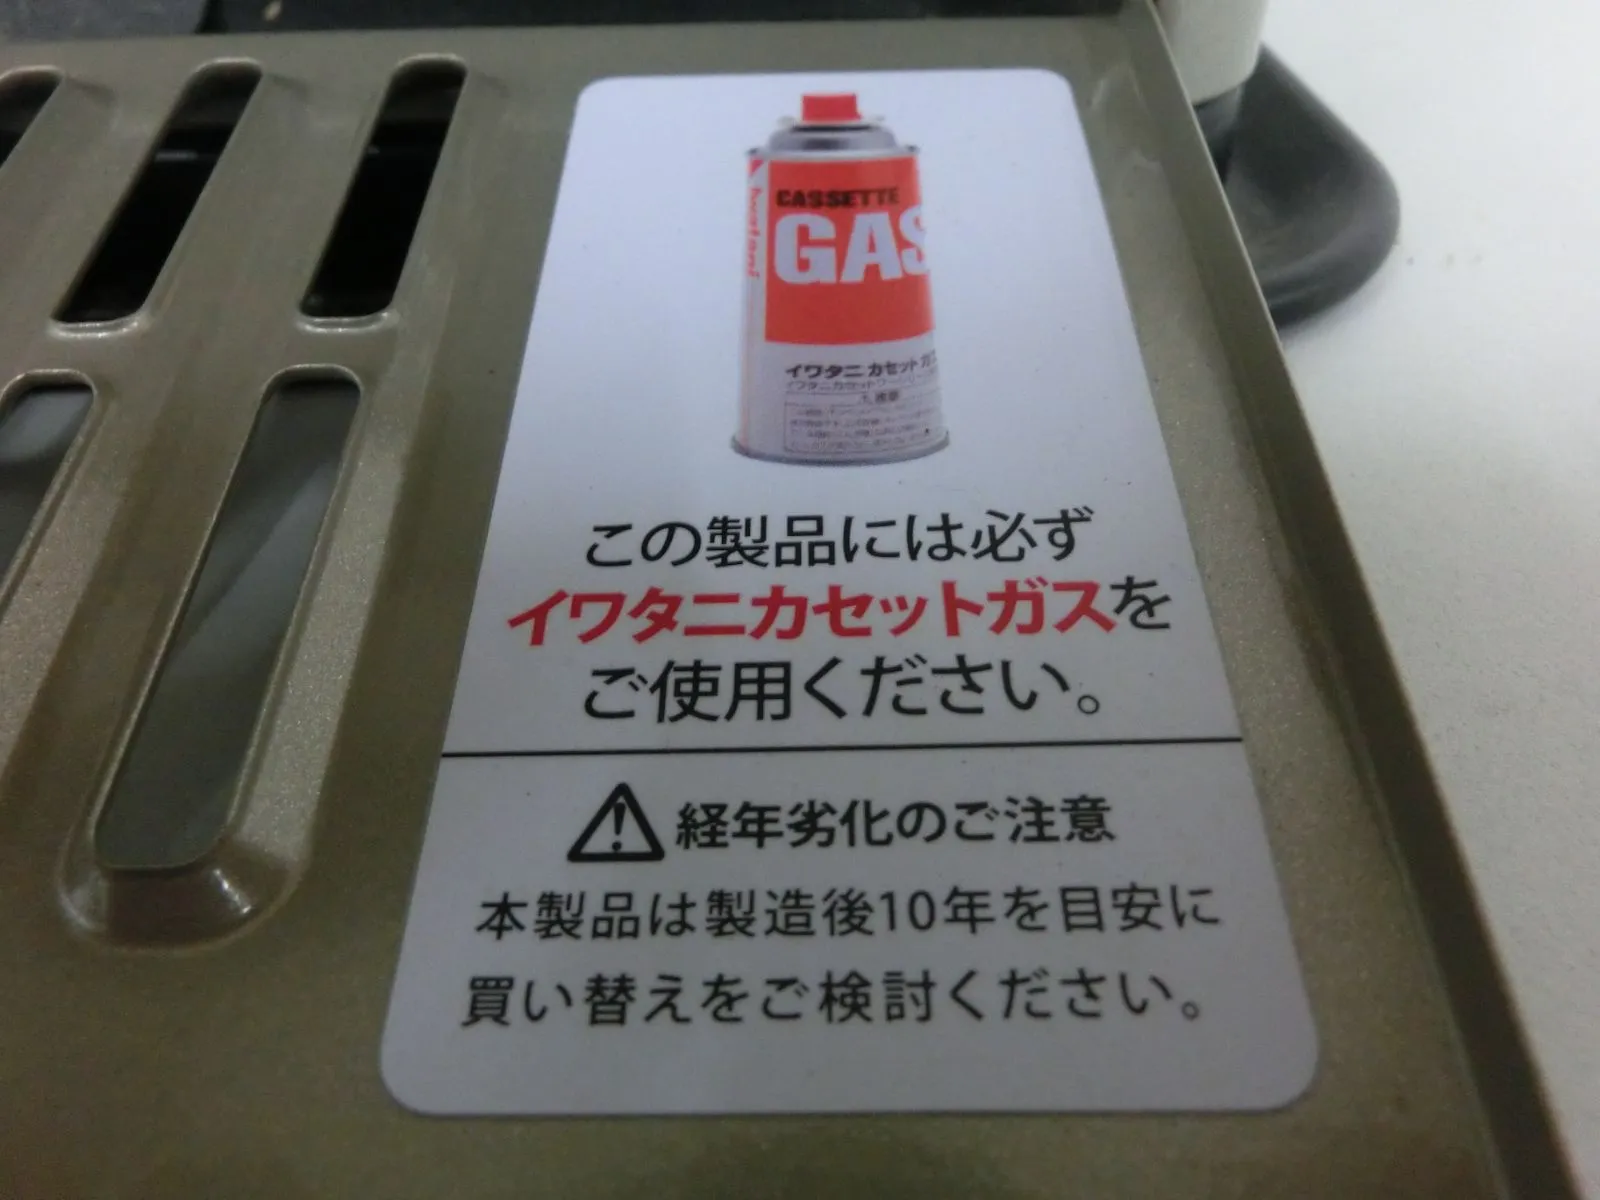 Iwatani
CASSETTE
GAS
イワタニカセットガ
⚠注意
この製品には必ず
イワタニカセットガスを
ご使用ください。
⚠経年劣化のご注意
本製品は製造後10年を目安に
買い替えをご検討ください。